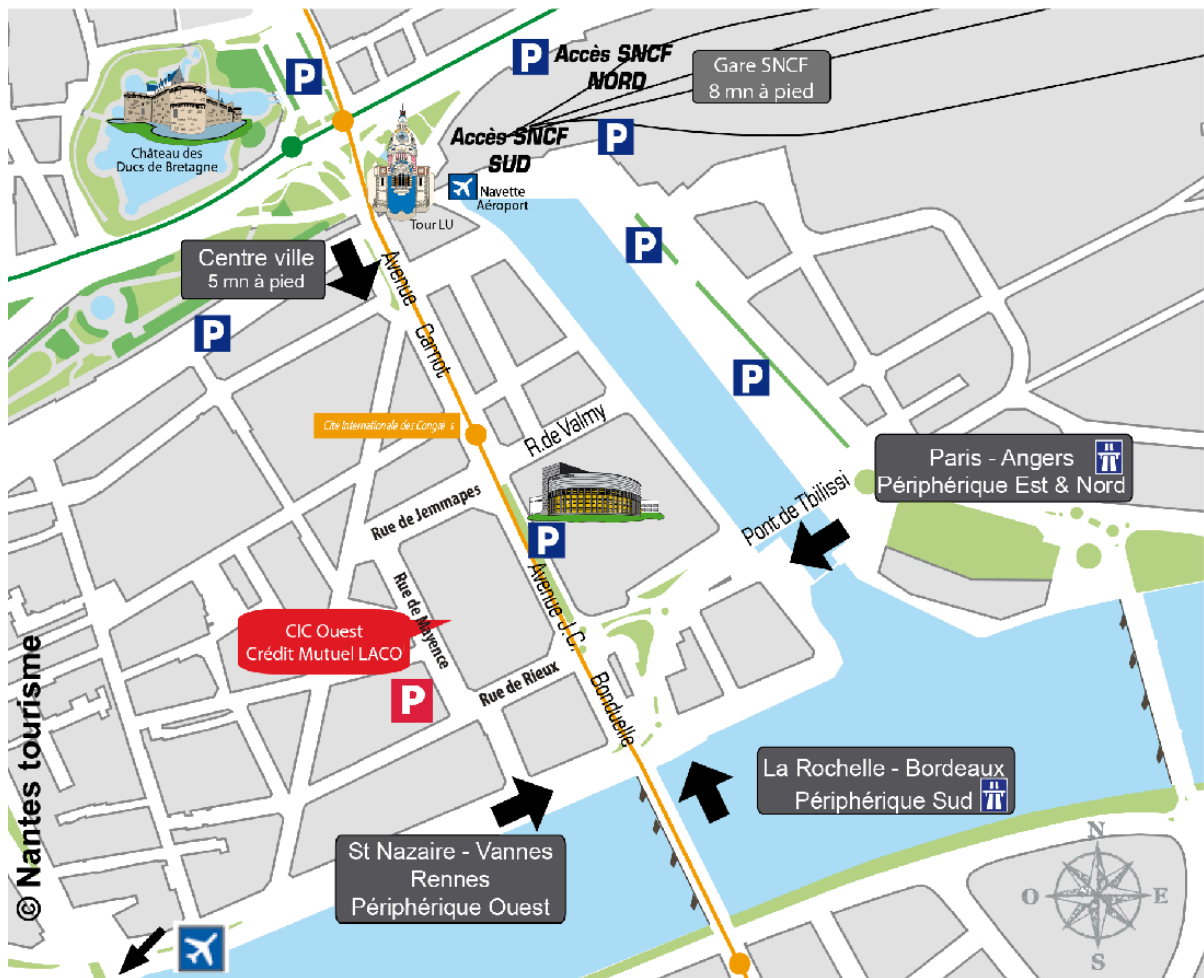 P
Accès SNCF
NORD
Gare SNCF
8 mn à pied
P
Accès SNCF
SUD
P
Château des
Ducs de Bretagne
Navette
Aéroport
Tour LU
Centre ville
5 mn à pied
P
P
P
Avenue Carnot
Cité Internationale des Congrè s
R.de Valmy
Paris - Angers
Périphérique Est & Nord
Rue de Jemmapes
Pont de Tbilissi
P
Avenue J.C. Bonduelle
Rue de Mayence
CIC Ouest
Crédit Mutuel LACO
Rue de Rieux
P
La Rochelle - Bordeaux
Périphérique Sud
St Nazaire - Vannes
Rennes
Périphérique Ouest
© Nantes tourisme
N
O
E
S